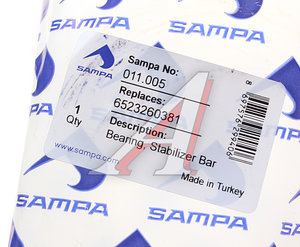 SAMPA
SAMPA
SAMPA
Sampa No:
011.005
Replaces:
6523260381
1
Qty
Description:
Bearing, Stabilizer Bar
www.sampa.com
Made in Turkey
SAMPA
SAMPA